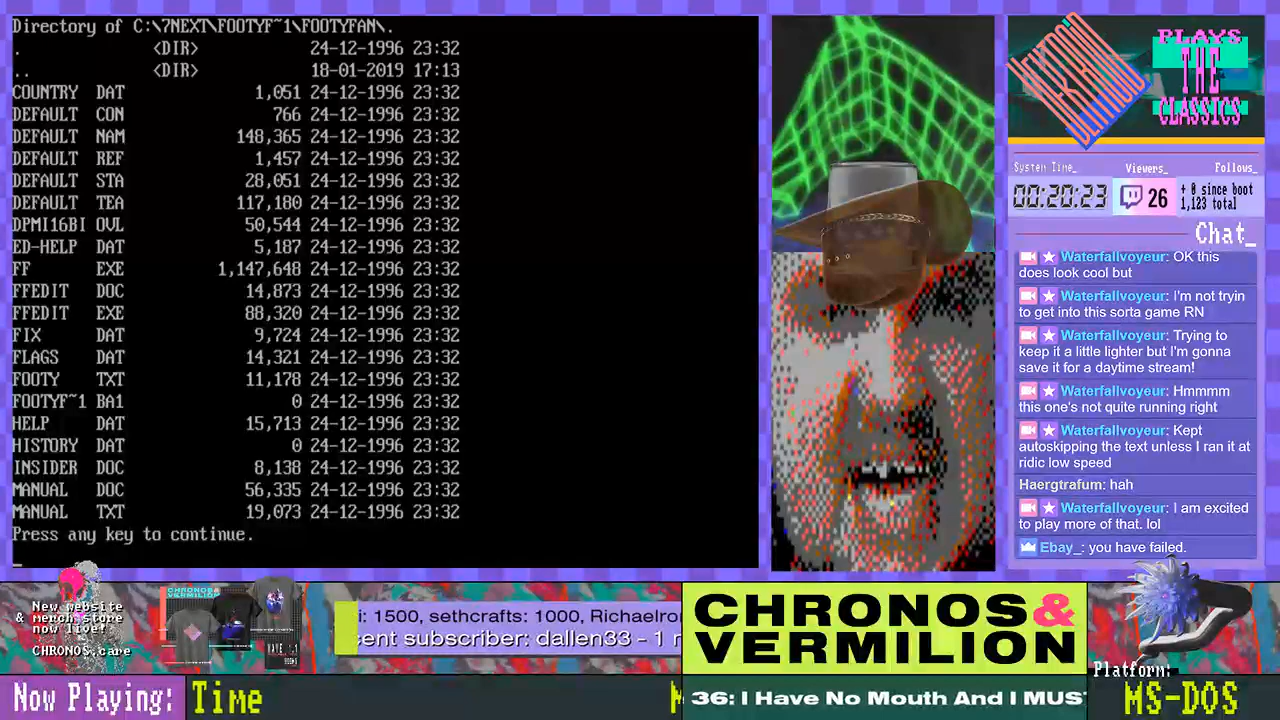 Directory of C:\7NEXT\FOOTYF~1\FOOTYFAN\.
. <DIR> 24-12-1996 23:32
.. <DIR> 18-01-2019 17:13
COUNTRY DAT 1,051 24-12-1996 23:32
DEFAULT CON 766 24-12-1996 23:32
DEFAULT NAM 148,365 24-12-1996 23:32
DEFAULT REF 1,457 24-12-1996 23:32
DEFAULT STA 28,051 24-12-1996 23:32
DEFAULT TEA 117,180 24-12-1996 23:32
DPMI16BI OVL 50,544 24-12-1996 23:32
ED-HELP DAT 5,187 24-12-1996 23:32
FF EXE 1,147,648 24-12-1996 23:32
FFEDIT DOC 14,873 24-12-1996 23:32
FFEDIT EXE 88,320 24-12-1996 23:32
FIX DAT 9,724 24-12-1996 23:32
FLAGS DAT 14,321 24-12-1996 23:32
FOOTY TXT 11,178 24-12-1996 23:32
FOOTYF~1 BA1 0 24-12-1996 23:32
HELP DAT 15,713 24-12-1996 23:32
HISTORY DAT 0 24-12-1996 23:32
INSIDER DOC 8,138 24-12-1996 23:32
MANUAL DOC 56,335 24-12-1996 23:32
MANUAL TXT 19,073 24-12-1996 23:32
Press any key to continue.
PLAYS
THE
CLASSICS
System Time_ Viewers_ Follows_
00:20:23 26 + 0 since boot
1,123 total
Chat_
Waterfallvoyeur: OK this
does look cool but
Waterfallvoyeur: I'm not tryin
to get into this sorta game RN
Waterfallvoyeur: Trying to
keep it a little lighter but I'm gonna
save it for a daytime stream!
Waterfallvoyeur: Hmmmm
this one's not quite running right
Waterfallvoyeur: Kept
autoskipping the text unless I ran it at
ridic low speed
Haergtrafum: hah
Waterfallvoyeur: I am excited
to play more of that. lol
Ebay_: you have failed.
New website
& merch store
now live!
CHRONOS.care
i: 1500, sethcrafts: 1000, Richaelro
cent subscriber: dallen33 - 1 m
CHRONOS&
VERMILION
Platform:
MS-DOS
Now Playing: Time
36: I Have No Mouth And I MUS